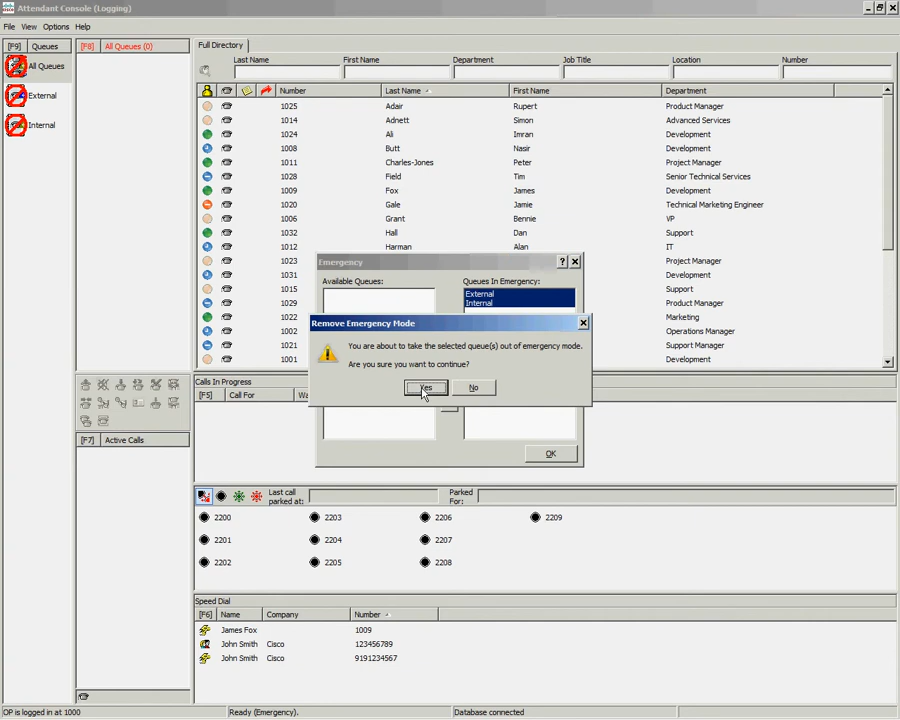 CISCO
Attendant Console (Logging)
File View Options Help
[F9] Queues
All Queues
External
Internal
[F8] All Queues (0)
Full Directory
Last Name First Name Department Job Title Location Number
Number Last Name First Name Department
1025 Adair Rupert Product Manager
1014 Adnett Simon Advanced Services
1024 Ali Imran Development
1008 Butt Nasir Development
1011 Charles-Jones Peter Project Manager
1028 Field Tim Senior Technical Services
1009 Fox James Development
1020 Gale Jamie Technical Marketing Engineer
1006 Grant Bennie VP
1032 Hall Dan Support
1012 Harman Alan IT
1023 Project Manager
1031 Development
1015 Support
1029 Product Manager
1022 Marketing
1002 Operations Manager
1021 Support Manager
1001 Development
Emergency
Available Queues: Queues In Emergency:
External
Internal
Remove Emergency Mode
You are about to take the selected queue(s) out of emergency mode.
Are you sure you want to continue?
Yes No
OK
Calls In Progress
[F5] Call For
[F7] Active Calls
Last call parked at:
Parked For:
2200 2203 2206 2209
2201 2204 2207
2202 2205 2208
Speed Dial
[F6] Name Company Number
James Fox 1009
John Smith Cisco 123456789
John Smith Cisco 9191234567
OP is logged in at 1000 Ready (Emergency). Database connected